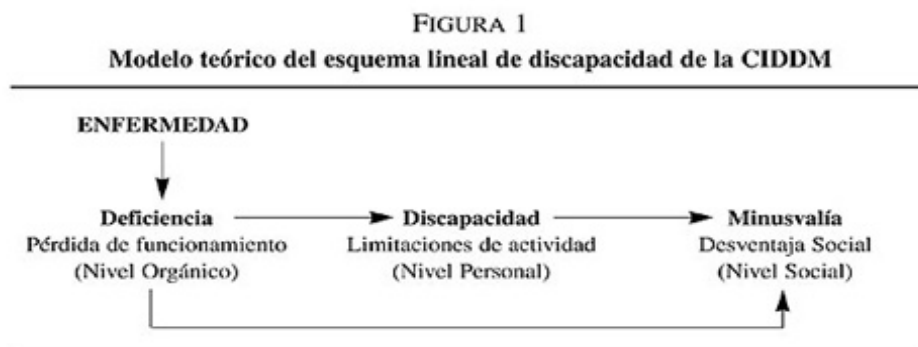 FIGURA 1
Modelo teórico del esquema lineal de discapacidad de la CIDDM
ENFERMEDAD
Deficiencia
Pérdida de funcionamiento
(Nivel Orgánico)
Discapacidad
Limitaciones de actividad
(Nivel Personal)
Minusvalía
Desventaja Social
(Nivel Social)